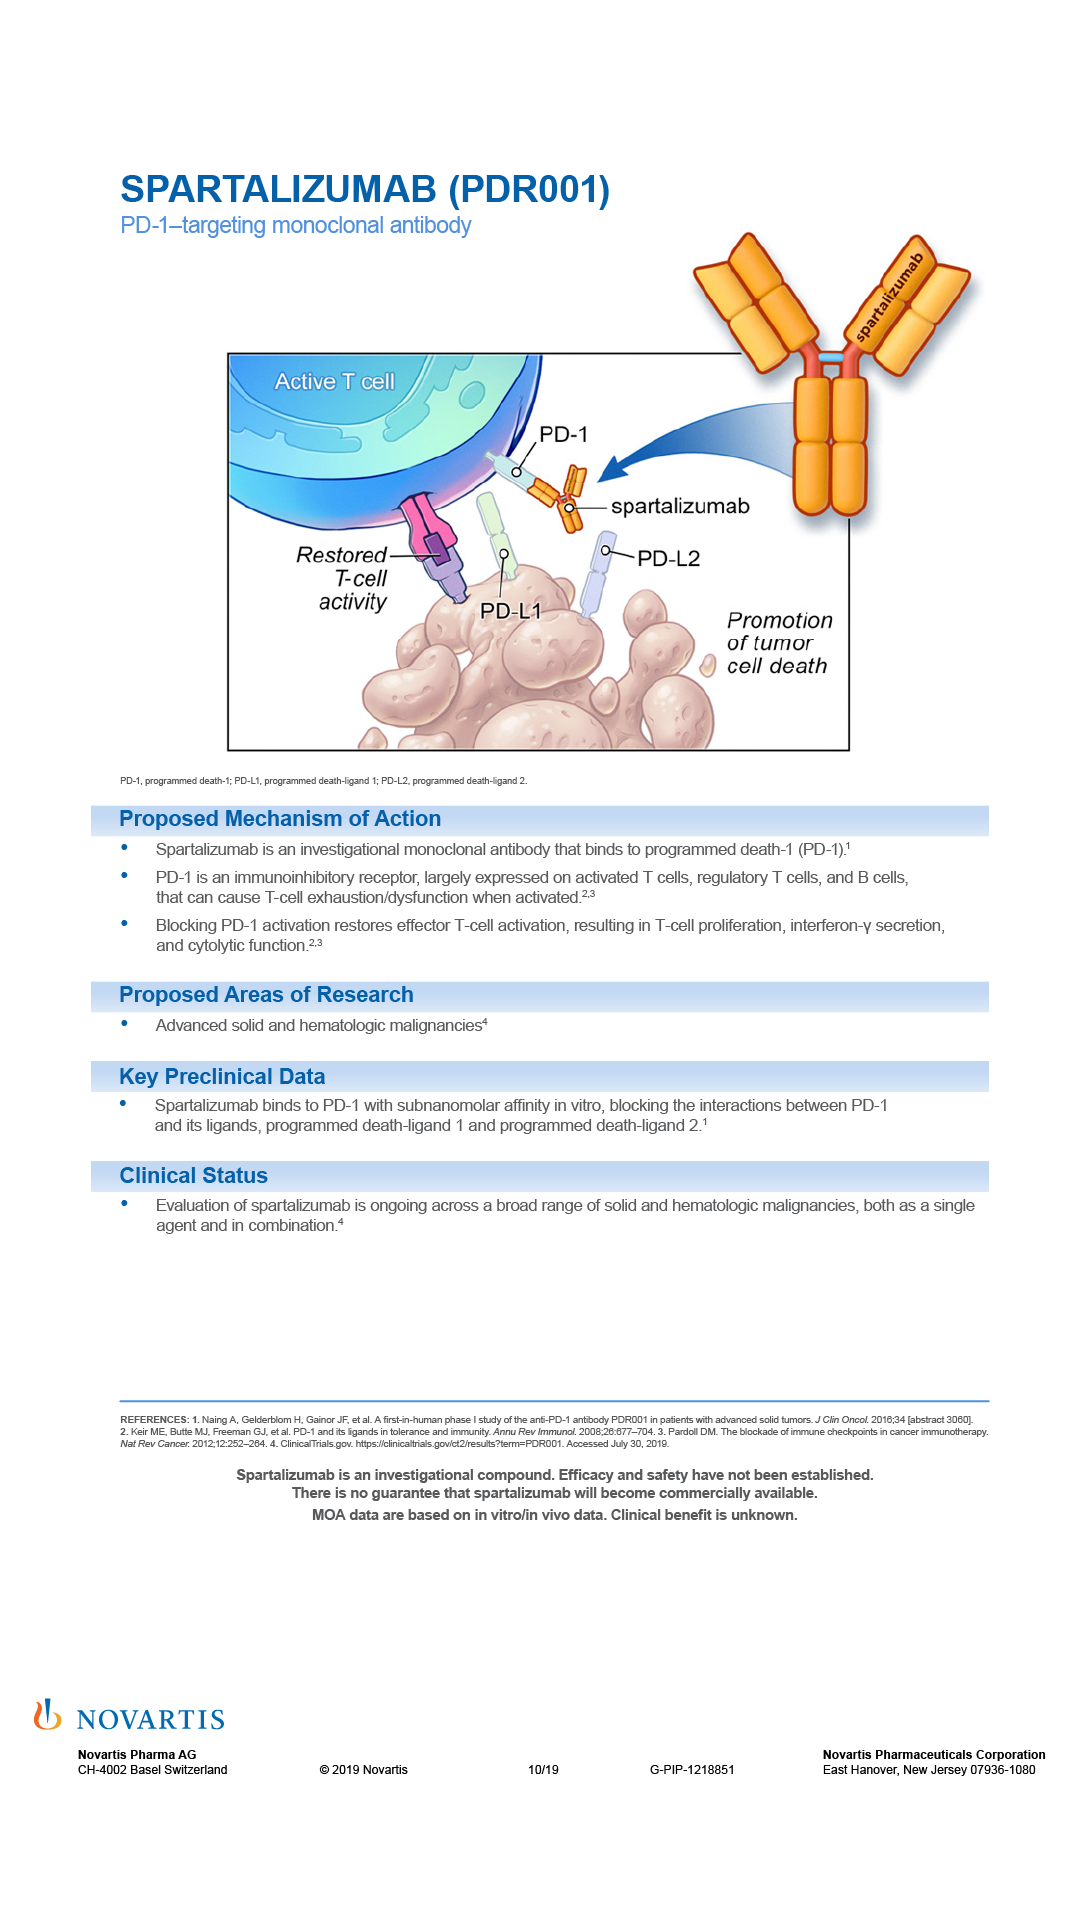 SPARTALIZUMAB (PDR001)
PD-1–targeting monoclonal antibody
spartalizumab
Active T cell
PD-1
spartalizumab
PD-L2
Restored
T-cell
activity
PD-L1
Promotion
of tumor
cell death
PD-1, programmed death-1; PD-L1, programmed death-ligand 1; PD-L2, programmed death-ligand 2.
Proposed Mechanism of Action
• Spartalizumab is an investigational monoclonal antibody that binds to programmed death-1 (PD-1).¹
• PD-1 is an immunoinhibitory receptor, largely expressed on activated T cells, regulatory T cells, and B cells,
that can cause T-cell exhaustion/dysfunction when activated.²,³
• Blocking PD-1 activation restores effector T-cell activation, resulting in T-cell proliferation, interferon-γ secretion,
and cytolytic function.²,³
Proposed Areas of Research
• Advanced solid and hematologic malignancies⁴
Key Preclinical Data
• Spartalizumab binds to PD-1 with subnanomolar affinity in vitro, blocking the interactions between PD-1
and its ligands, programmed death-ligand 1 and programmed death-ligand 2.¹
Clinical Status
• Evaluation of spartalizumab is ongoing across a broad range of solid and hematologic malignancies, both as a single
agent and in combination.⁴
REFERENCES: 1. Naing A, Gelderblom H, Gainor JF, et al. A first-in-human phase I study of the anti-PD-1 antibody PDR001 in patients with advanced solid tumors. J Clin Oncol. 2016;34 [abstract 3060].
2. Keir ME, Butte MJ, Freeman GJ, et al. PD-1 and its ligands in tolerance and immunity. Annu Rev Immunol. 2008;26:677–704. 3. Pardoll DM. The blockade of immune checkpoints in cancer immunotherapy.
Nat Rev Cancer. 2012;12:252–264. 4. ClinicalTrials.gov. https://clinicaltrials.gov/ct2/results?term=PDR001. Accessed July 30, 2019.
Spartalizumab is an investigational compound. Efficacy and safety have not been established.
There is no guarantee that spartalizumab will become commercially available.
MOA data are based on in vitro/in vivo data. Clinical benefit is unknown.
NOVARTIS
Novartis Pharma AG
CH-4002 Basel Switzerland
© 2019 Novartis
10/19
G-PIP-1218851
Novartis Pharmaceuticals Corporation
East Hanover, New Jersey 07936-1080